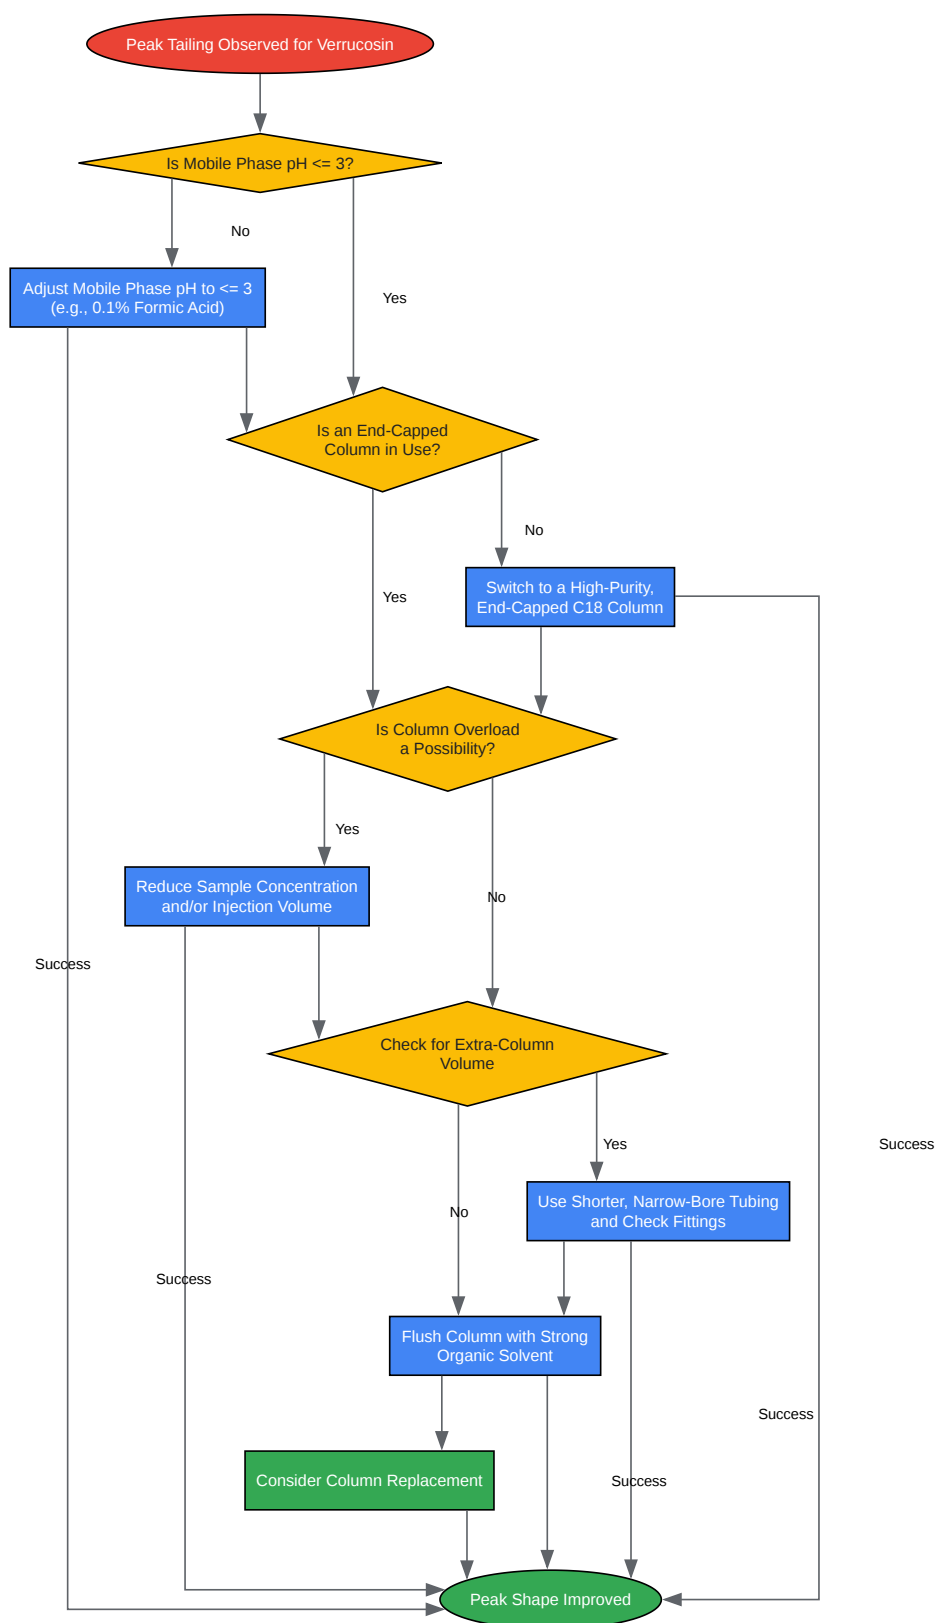 Peak Tailing Observed for Verrucosin
Is Mobile Phase pH <= 3?
No
Adjust Mobile Phase pH to <= 3
(e.g., 0.1% Formic Acid)
Yes
Is an End-Capped
Column in Use?
No
Yes
Switch to a High-Purity,
End-Capped C18 Column
Is Column Overload
a Possibility?
Yes
Reduce Sample Concentration
and/or Injection Volume
No
Success
Check for Extra-Column
Volume
Yes
Success
Use Shorter, Narrow-Bore Tubing
and Check Fittings
No
Success
Flush Column with Strong
Organic Solvent
Success
Consider Column Replacement
Success
Peak Shape Improved